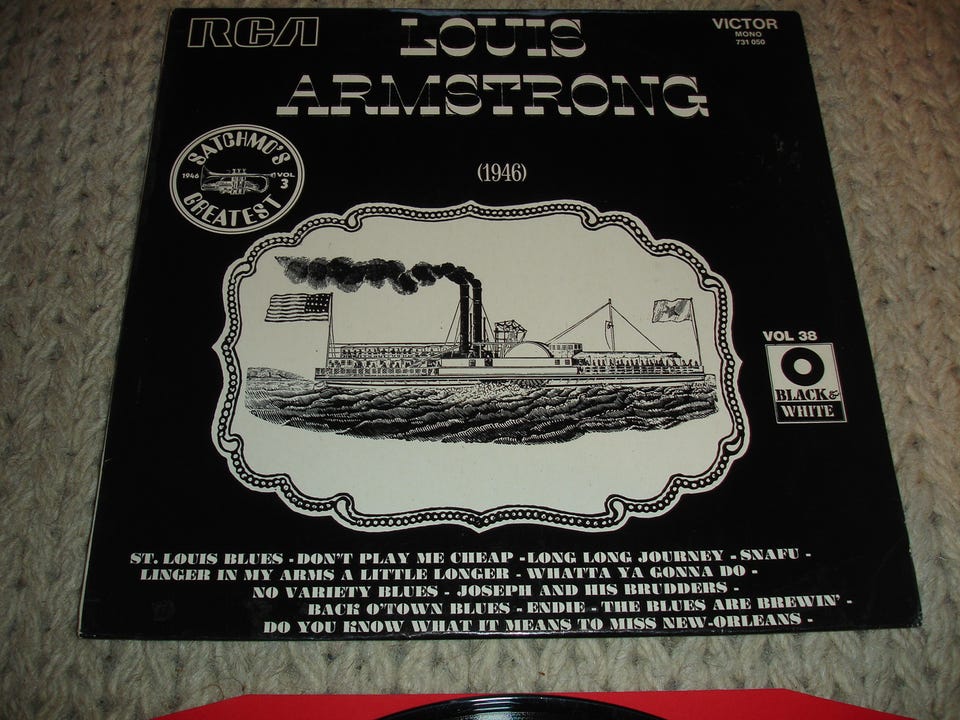 RCA
LOUIS
ARMSTRONG
VICTOR
MONO
731 050
SATCHMO'S
1946
VOL
3
GREATEST
(1946)
VOL 38
BLACK &
WHITE
ST. LOUIS BLUES - DON'T PLAY ME CHEAP - LONG LONG JOURNEY - SNAFU -
LINGER IN MY ARMS A LITTLE LONGER - WHATTA YA GONNA DO -
NO VARIETY BLUES - JOSEPH AND HIS BRUDDERS -
BACK O'TOWN BLUES - ENDIE - THE BLUES ARE BREWIN' -
DO YOU KNOW WHAT IT MEANS TO MISS NEW-ORLEANS -